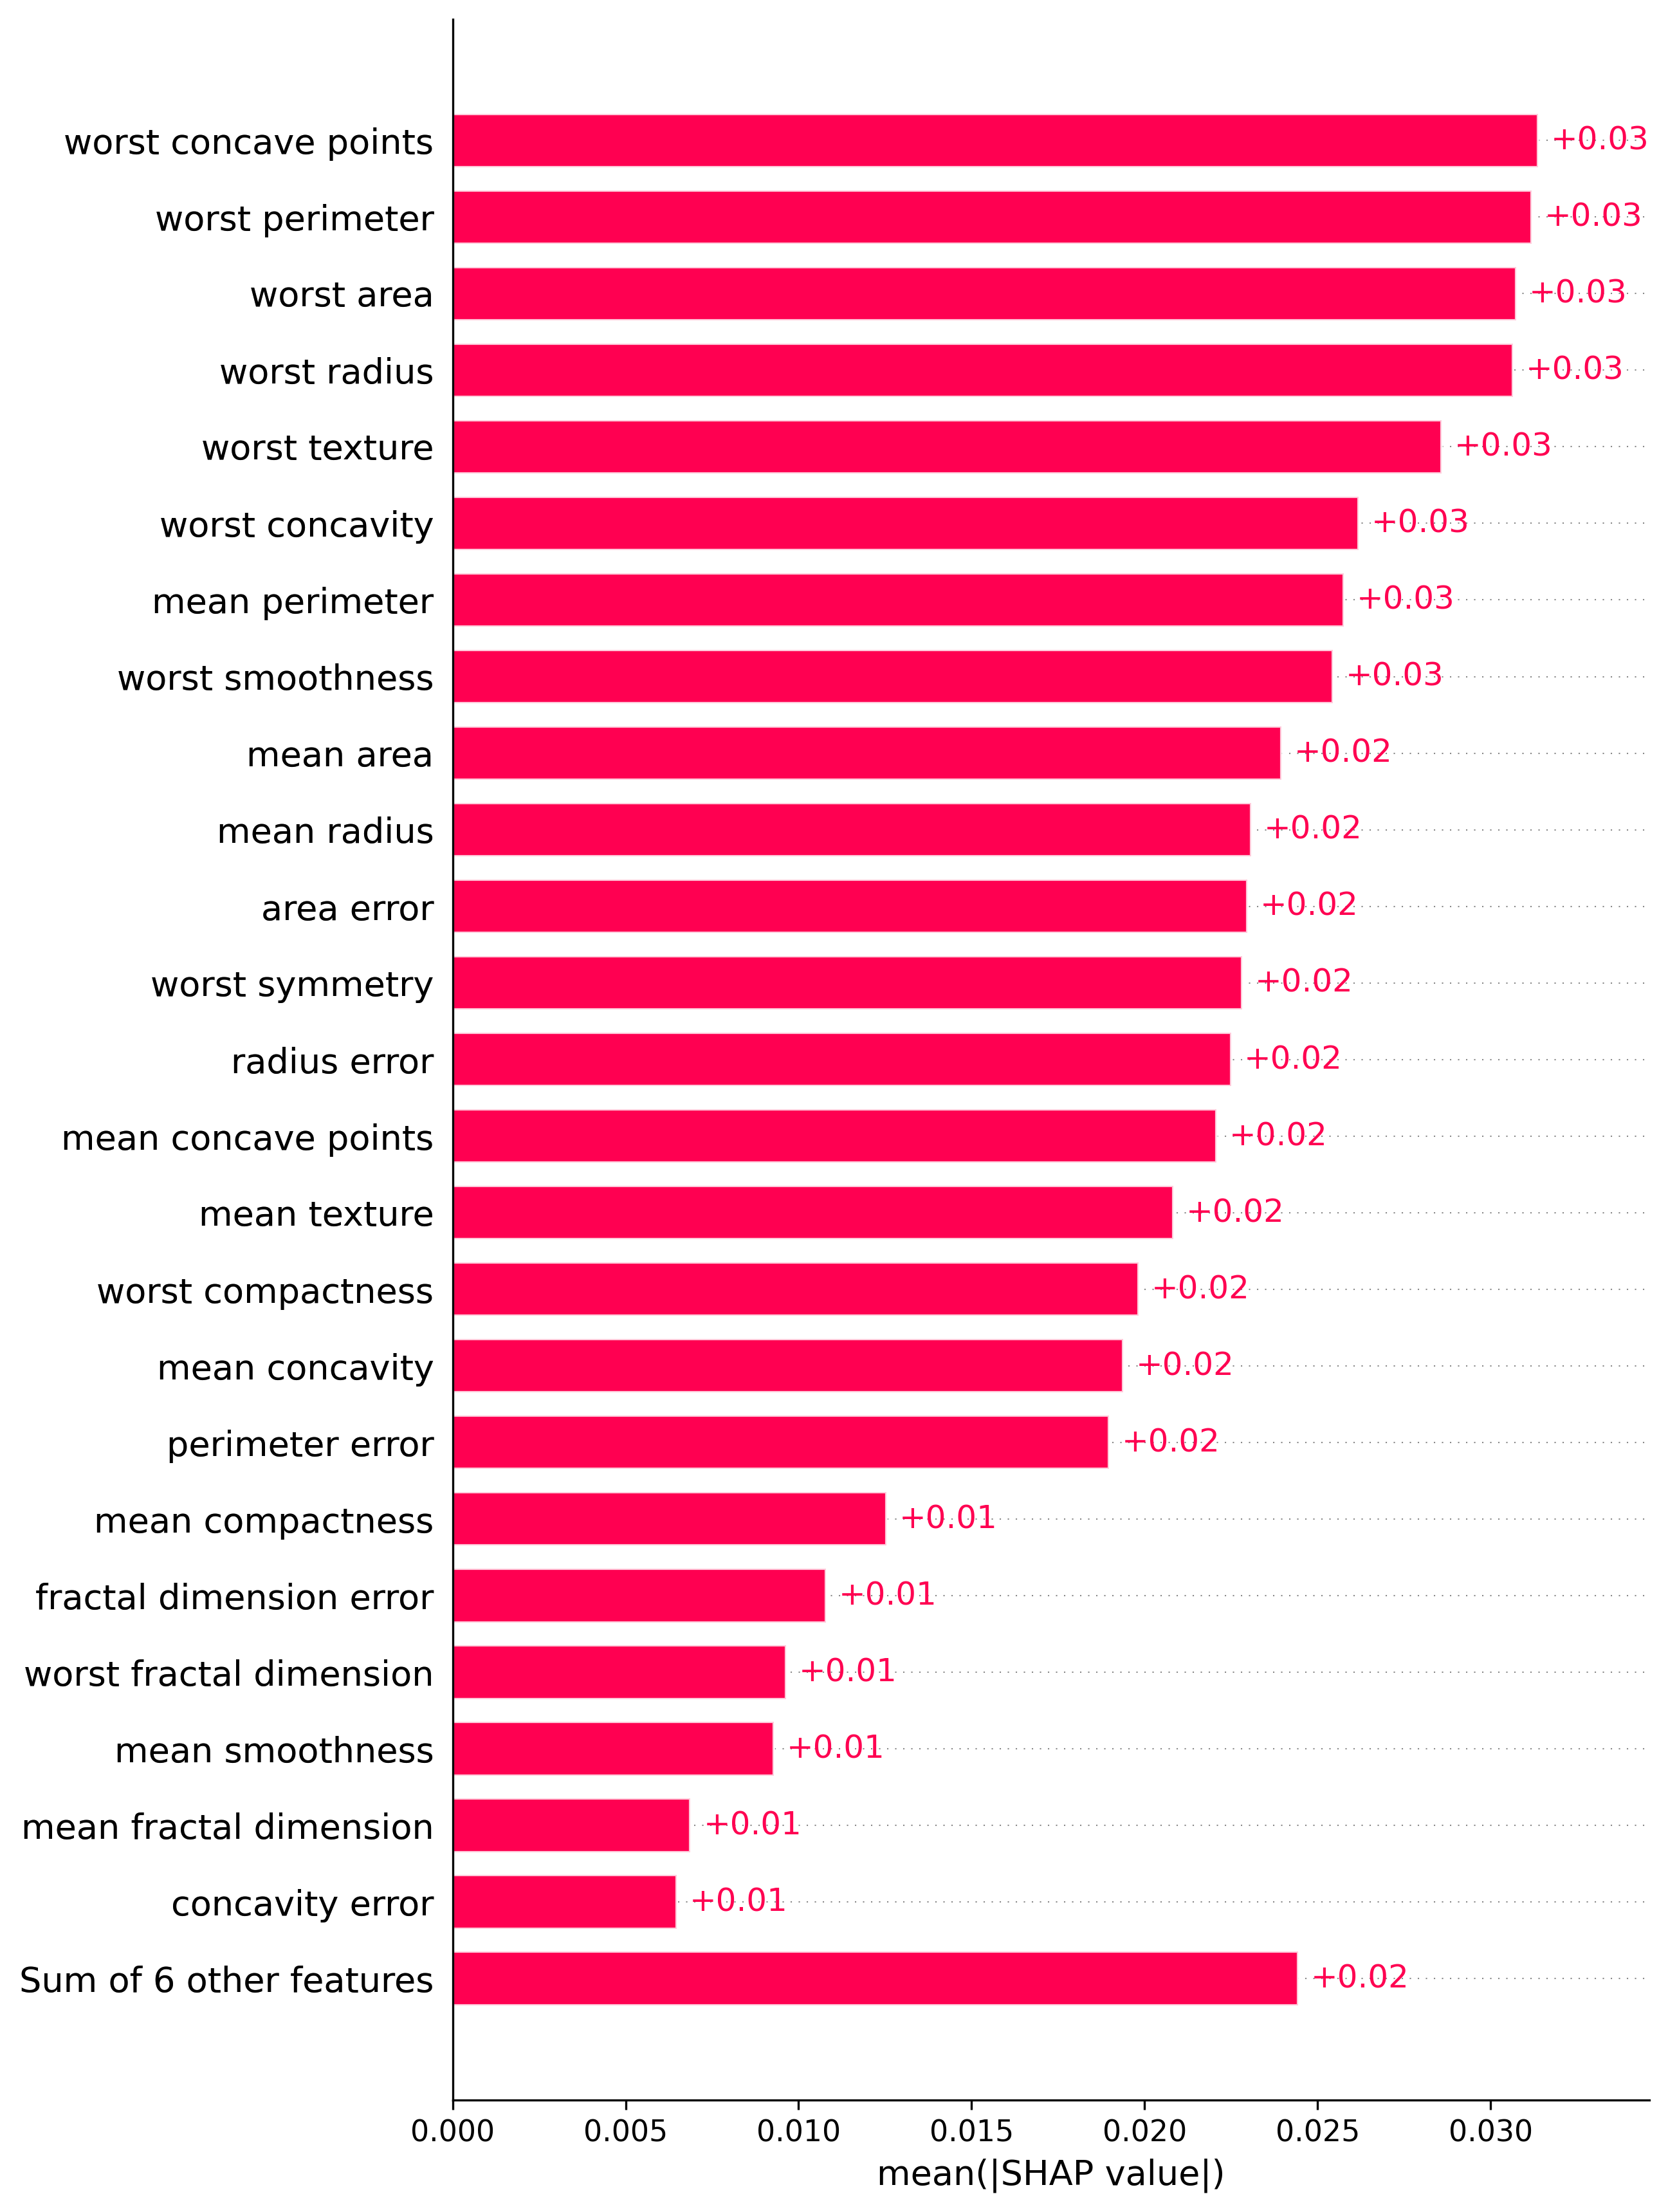 worst concave points +0.03
worst perimeter +0.03
worst area +0.03
worst radius +0.03
worst texture +0.03
worst concavity +0.03
mean perimeter +0.03
worst smoothness +0.03
mean area +0.02
mean radius +0.02
area error +0.02
worst symmetry +0.02
radius error +0.02
mean concave points +0.02
mean texture +0.02
worst compactness +0.02
mean concavity +0.02
perimeter error +0.02
mean compactness +0.01
fractal dimension error +0.01
worst fractal dimension +0.01
mean smoothness +0.01
mean fractal dimension +0.01
concavity error +0.01
Sum of 6 other features +0.02
0.000 0.005 0.010 0.015 0.020 0.025 0.030
mean(|SHAP value|)